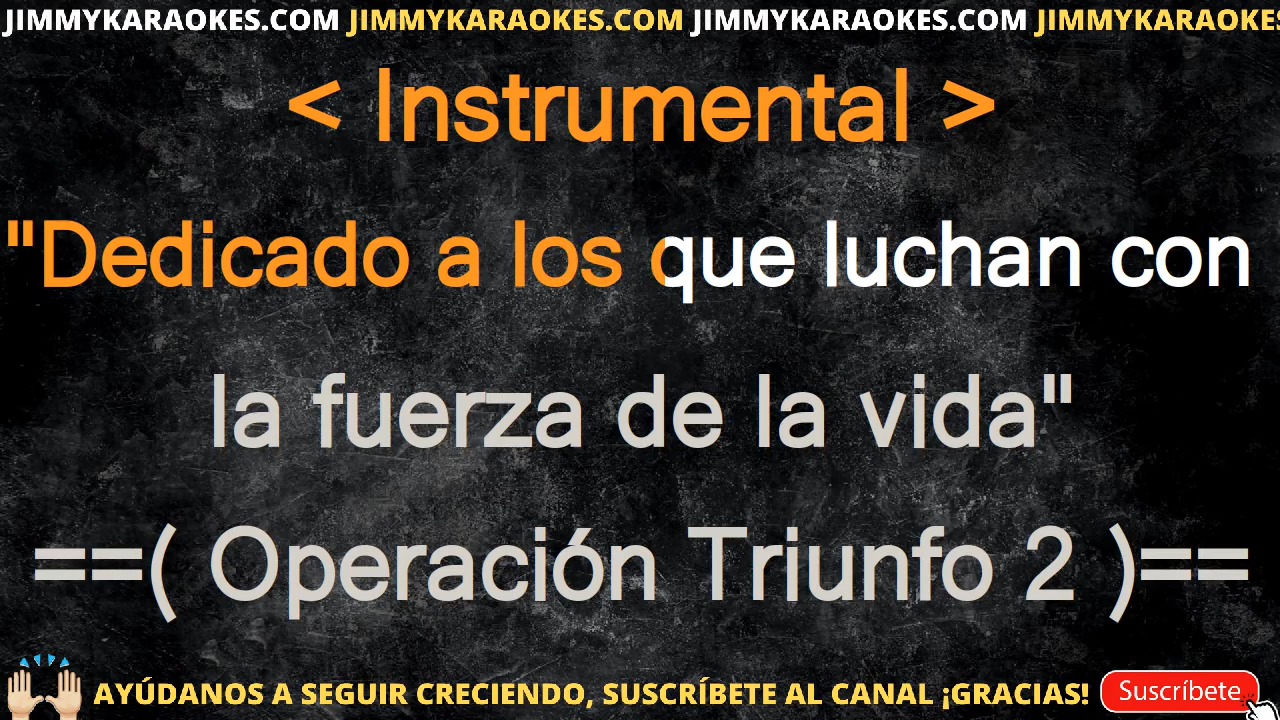 JIMMYKARAOKES.COM JIMMYKARAOKES.COM JIMMYKARAOKES.COM JIMMYKARAOKE
< Instrumental >
"Dedicado a los que luchan con
la fuerza de la vida"
==( Operación Triunfo 2 )==
AYÚDANOS A SEGUIR CRECIENDO, SUSCRÍBETE AL CANAL ¡GRACIAS! Suscríbete